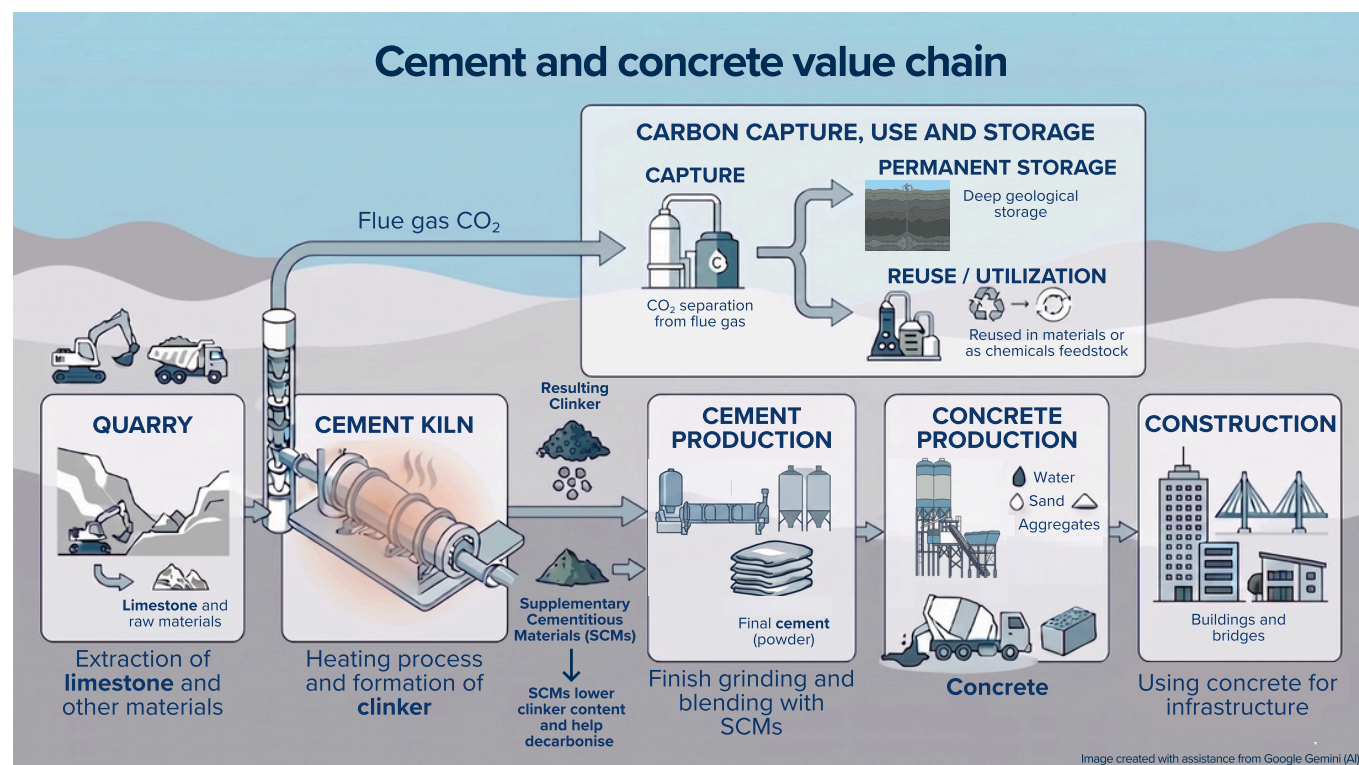 Cement and concrete value chain
CARBON CAPTURE, USE AND STORAGE
CAPTURE
CO₂ separation
from flue gas
PERMANENT STORAGE
Deep geological
storage
REUSE / UTILIZATION
Reused in materials or
as chemicals feedstock
Flue gas CO₂
QUARRY
Limestone and
raw materials
Extraction of
limestone and
other materials
CEMENT KILN
Heating process
and formation of
clinker
Resulting
Clinker
Supplementary
Cementitious
Materials (SCMs)
SCMs lower
clinker content
and help
decarbonise
CEMENT
PRODUCTION
Final cement
(powder)
Finish grinding and
blending with
SCMs
CONCRETE
PRODUCTION
Water
Sand
Aggregates
Concrete
CONSTRUCTION
Buildings and
bridges
Using concrete for
infrastructure
Image created with assistance from Google Gemini (AI)